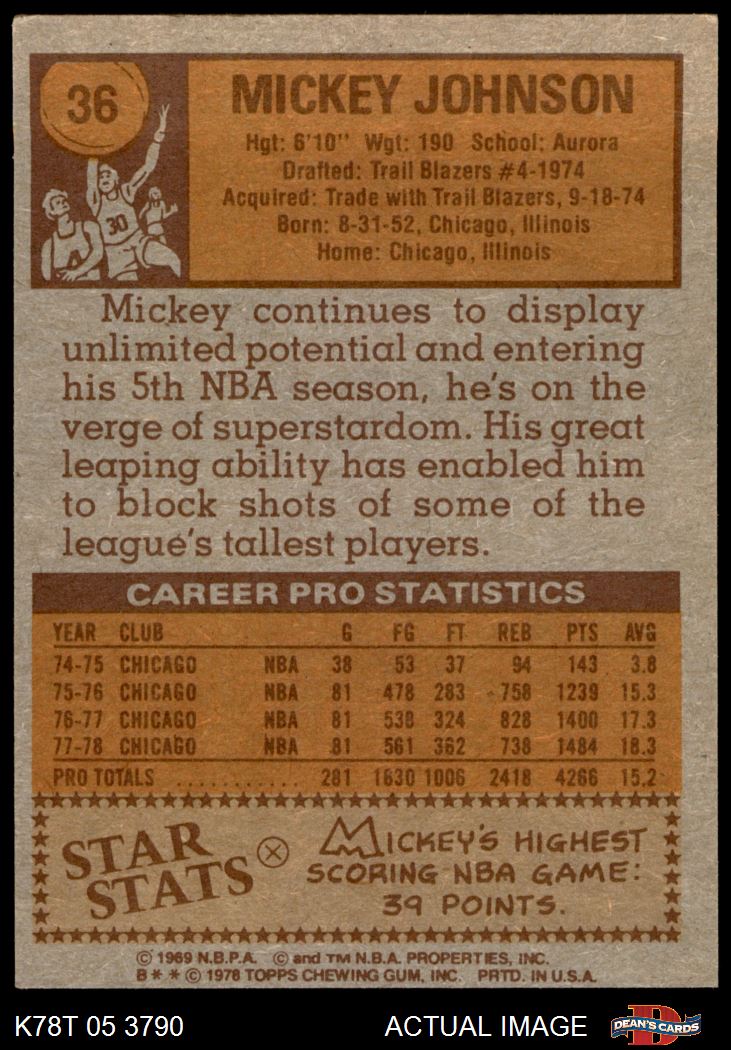 36
MICKEY JOHNSON
Hgt: 6'10" Wgt: 190 School: Aurora
Drafted: Trail Blazers #4-1974
Acquired: Trade with Trail Blazers, 9-18-74
Born: 8-31-52, Chicago, Illinois
Home: Chicago, Illinois
30
4
Mickey continues to display
unlimited potential and entering
his 5th NBA season, he's on the
verge of superstardom. His great
leaping ability has enabled him
to block shots of some of the
league's tallest players.
CAREER PRO STATISTICS
YEAR CLUB G FG FT REB PTS AVG
74-75 CHICAGO NBA 38 53 37 94 143 3.8
75-76 CHICAGO NBA 81 478 283 758 1239 15.3
76-77 CHICAGO NBA 81 538 324 828 1400 17.3
77-78 CHICAGO NBA 81 561 362 738 1484 18.3
PRO TOTALS ........... 281 1630 1006 2418 4266 15.2
STAR
STATS
MICKEY'S HIGHEST
SCORING NBA GAME:
39 POINTS.
© 1969 N.B.P.A. © and TM N.B.A. PROPERTIES, INC.
B * * © 1978 TOPPS CHEWING GUM, INC. PRTD. IN U.S.A.
K78T 05 3790 ACTUAL IMAGE
D
DEAN'S CARDS